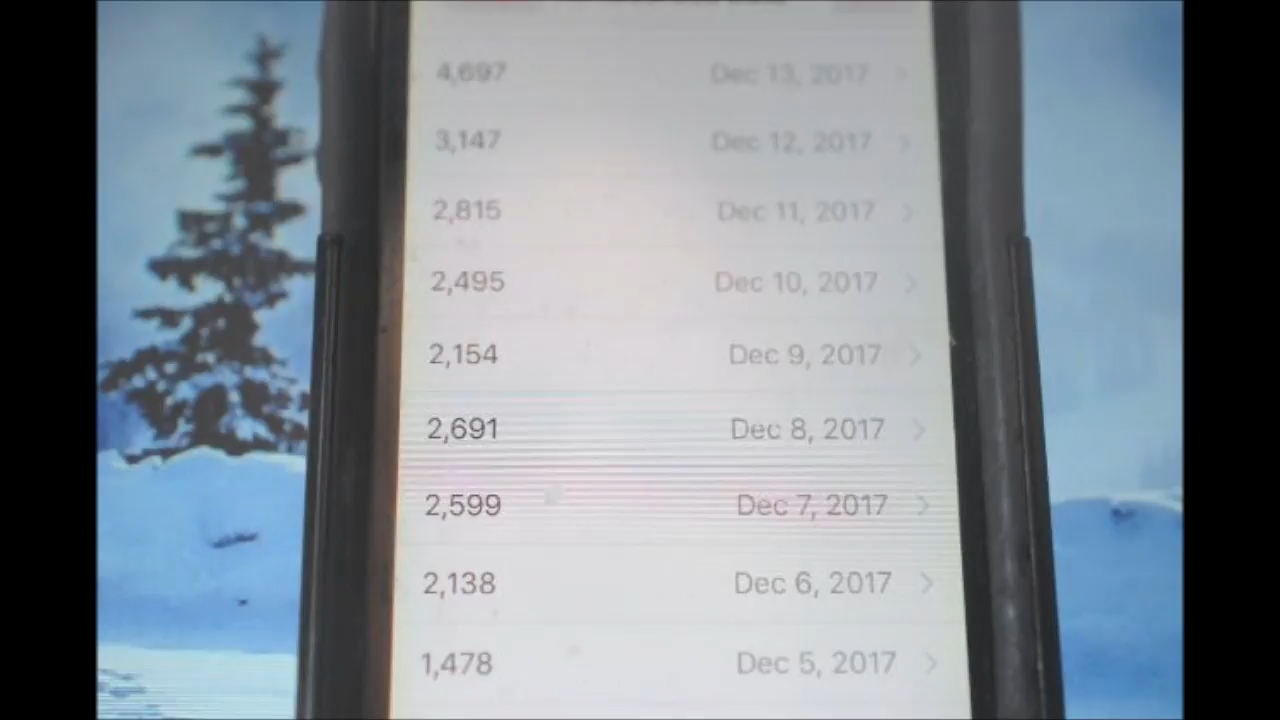 4,697 Dec 13, 2017
3,147 Dec 12, 2017
2,815 Dec 11, 2017
2,495 Dec 10, 2017
2,154 Dec 9, 2017
2,691 Dec 8, 2017
2,599 Dec 7, 2017
2,138 Dec 6, 2017
1,478 Dec 5, 2017